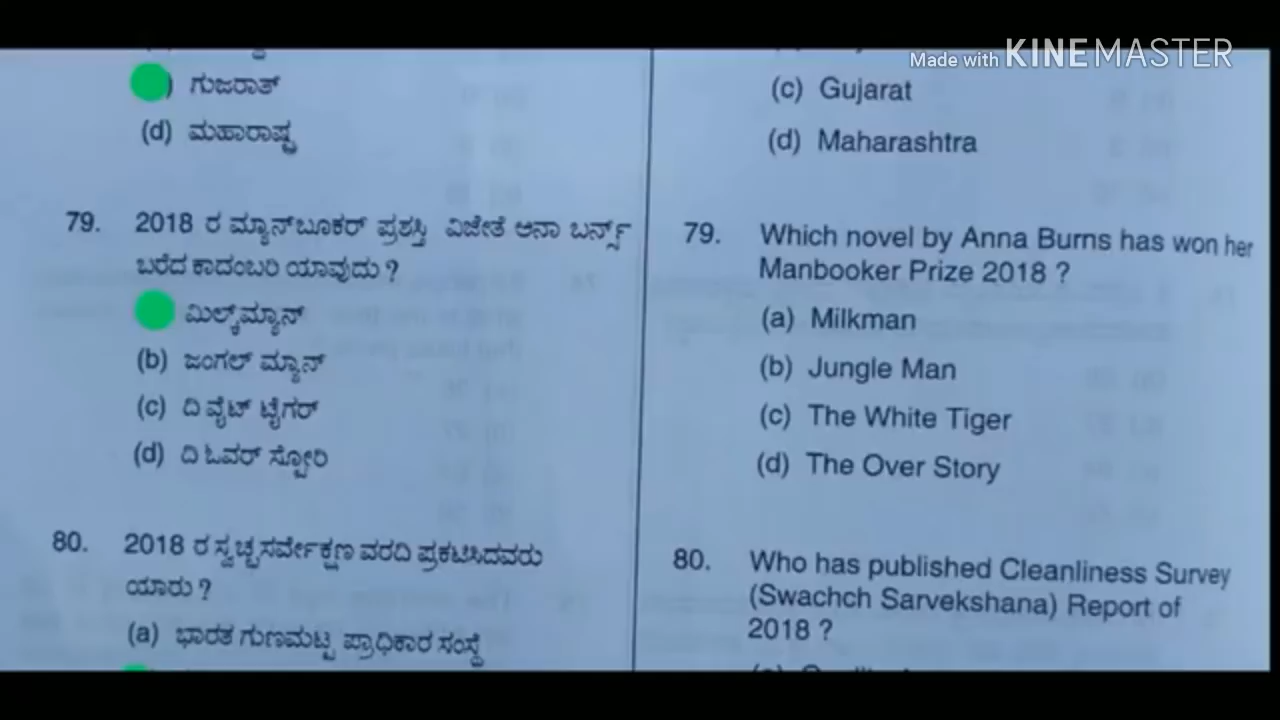 Made with KINEMASTER
) ಗುಜರಾತ್
(d) ಮಹಾರಾಷ್ಟ್ರ
79. 2018 ರ ಮ್ಯಾನ್‌ಬೂಕರ್ ಪ್ರಶಸ್ತಿ ವಿಜೇತೆ ಆನಾ ಬರ್ನ್ಸ್
ಬರೆದ ಕಾದಂಬರಿ ಯಾವುದು ?
ಮಿಲ್ಕ್‌ಮ್ಯಾನ್
(b) ಜಂಗಲ್ ಮ್ಯಾನ್
(c) ದಿ ವೈಟ್ ಟೈಗರ್
(d) ದಿ ಓವರ್ ಸ್ಟೋರಿ
80. 2018 ರ ಸ್ವಚ್ಛ ಸರ್ವೇಕ್ಷಣ ವರದಿ ಪ್ರಕಟಿಸಿದವರು
ಯಾರು ?
(a) ಭಾರತ ಗುಣಮಟ್ಟ ಪ್ರಾಧಿಕಾರ ಸಂಸ್ಥೆ
(c) Gujarat
(d) Maharashtra
79. Which novel by Anna Burns has won her
Manbooker Prize 2018 ?
(a) Milkman
(b) Jungle Man
(c) The White Tiger
(d) The Over Story
80. Who has published Cleanliness Survey
(Swachch Sarvekshana) Report of
2018 ?